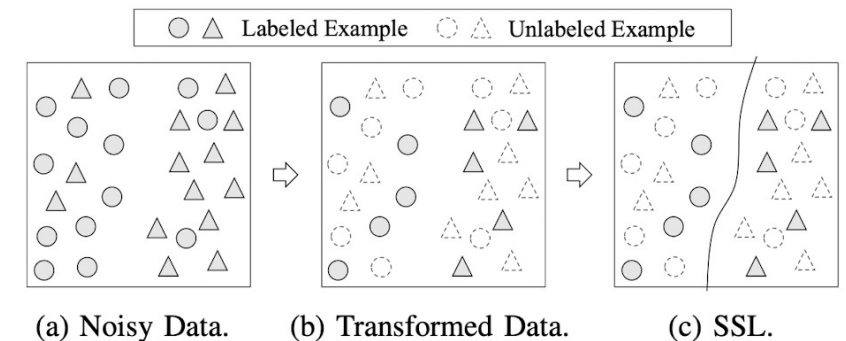 Labeled Example Unlabeled Example
(a) Noisy Data. (b) Transformed Data. (c) SSL.